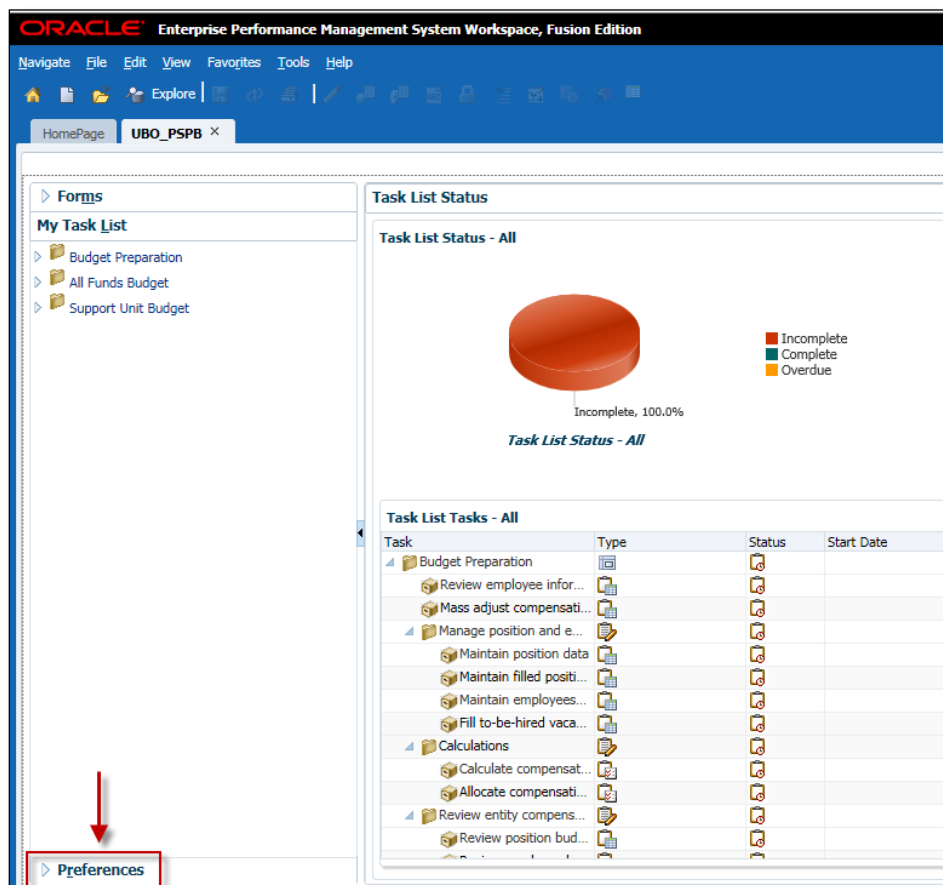 ORACLE Enterprise Performance Management System Workspace, Fusion Edition
Navigate File Edit View Favorites Tools Help
Explore
HomePage UBO_PSPB ×
Forms
My Task List
Budget Preparation
All Funds Budget
Support Unit Budget
Preferences
Task List Status
Task List Status - All
Incomplete
Complete
Overdue
Incomplete, 100.0%
Task List Status - All
Task List Tasks - All
Task Type Status Start Date
Budget Preparation
Review employee infor...
Mass adjust compensati...
Manage position and e...
Maintain position data
Maintain filled positi...
Maintain employees...
Fill to-be-hired vaca...
Calculations
Calculate compensat...
Allocate compensati...
Review entity compens...
Review position bud...